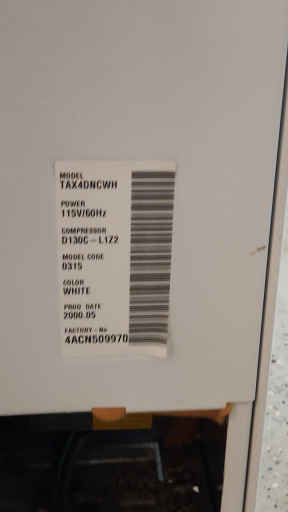 MODEL
TAX4DNCWH
POWER
115V/60Hz
COMPRESSOR
D130C-L1Z2
MODEL CODE
0315
COLOR
WHITE
PROD DATE
2000.05
FACTORY-No
4ACN509970